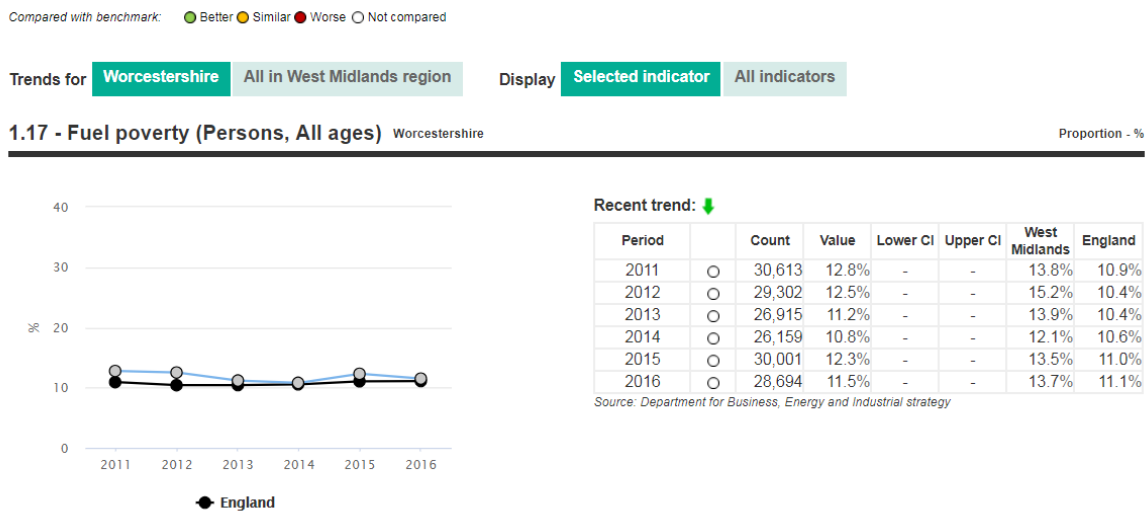 Compared with benchmark: Better Similar Worse Not compared
Trends for Worcestershire All in West Midlands region Display Selected indicator All indicators
1.17 - Fuel poverty (Persons, All ages) Worcestershire Proportion - %
40
30
% 20
10
0
2011 2012 2013 2014 2015 2016
England
Recent trend:
Period Count Value Lower CI Upper CI West Midlands England
2011 30,613 12.8% - - 13.8% 10.9%
2012 29,302 12.5% - - 15.2% 10.4%
2013 26,915 11.2% - - 13.9% 10.4%
2014 26,159 10.8% - - 12.1% 10.6%
2015 30,001 12.3% - - 13.5% 11.0%
2016 28,694 11.5% - - 13.7% 11.1%
Source: Department for Business, Energy and Industrial strategy